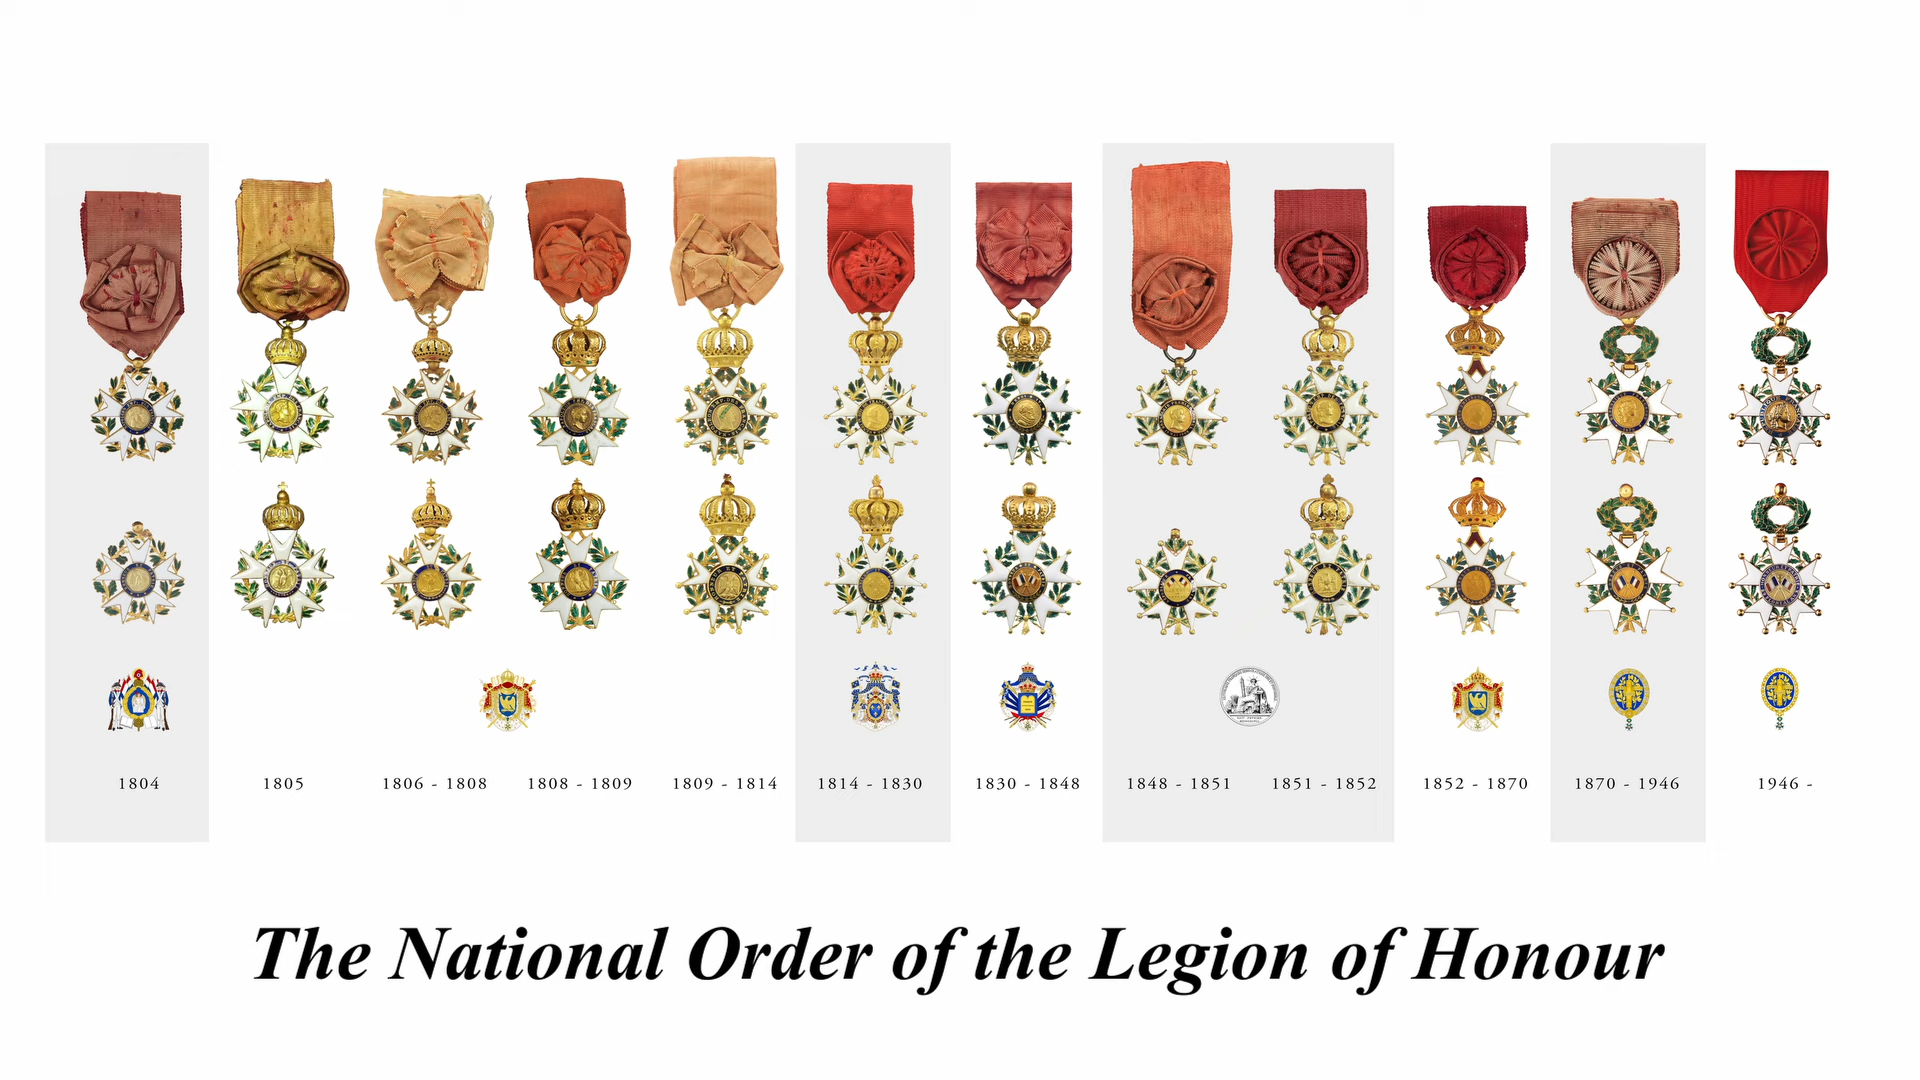 1804
1805
1806 - 1808
1808 - 1809
1809 - 1814
1814 - 1830
1830 - 1848
1848 - 1851
1851 - 1852
1852 - 1870
1870 - 1946
1946 -
The National Order of the Legion of Honour